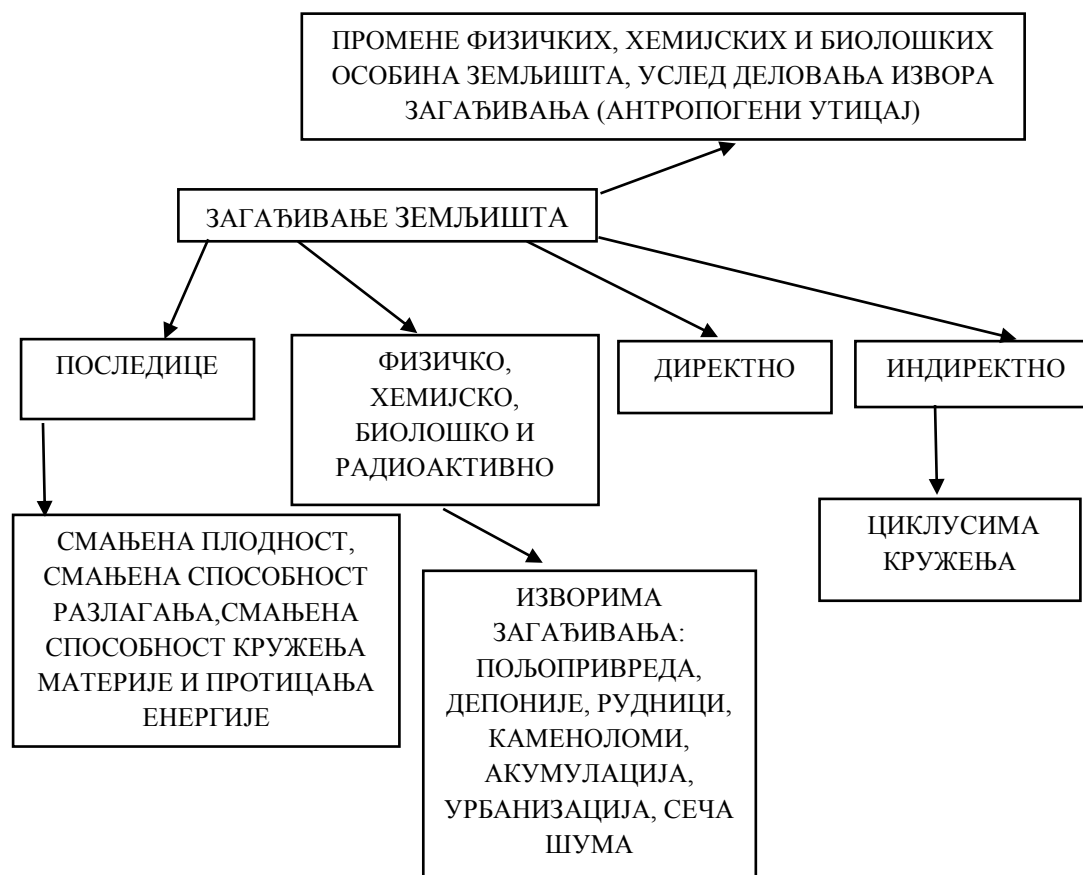 ПРОМЕНЕ ФИЗИЧКИХ, ХЕМИЈСКИХ И БИОЛОШКИХ
ОСОБИНА ЗЕМЉИШТА, УСЛЕД ДЕЛОВАЊА ИЗВОРА
ЗАГАЂИВАЊА (АНТРОПОГЕНИ УТИЦАЈ)
ЗАГАЂИВАЊЕ ЗЕМЉИШТА
ПОСЛЕДИЦЕ
ФИЗИЧКО,
ХЕМИЈСКО,
БИОЛОШКО И
РАДИОАКТИВНО
ДИРЕКТНО
ИНДИРЕКТНО
СМАЊЕНА ПЛОДНОСТ,
СМАЊЕНА СПОСОБНОСТ
РАЗЛАГАЊА,СМАЊЕНА
СПОСОБНОСТ КРУЖЕЊА
МАТЕРИЈЕ И ПРОТИЦАЊА
ЕНЕРГИЈЕ
ИЗВОРИМА
ЗАГАЂИВАЊА:
ПОЉОПРИВРЕДА,
ДЕПОНИЈЕ, РУДНИЦИ,
КАМЕНОЛОМИ,
АКУМУЛАЦИЈА,
УРБАНИЗАЦИЈА, СЕЧА
ШУМА
ЦИКЛУСИМА
КРУЖЕЊА